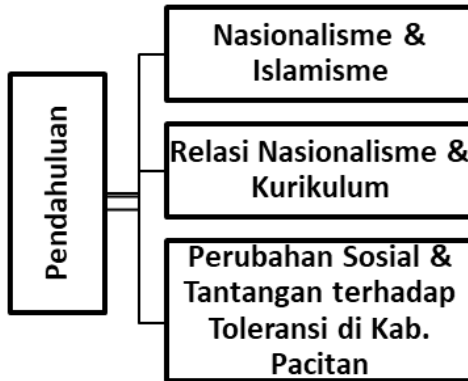 Pendahuluan
Nasionalisme &
Islamisme
Relasi Nasionalisme &
Kurikulum
Perubahan Sosial &
Tantangan terhadap
Toleransi di Kab.
Pacitan